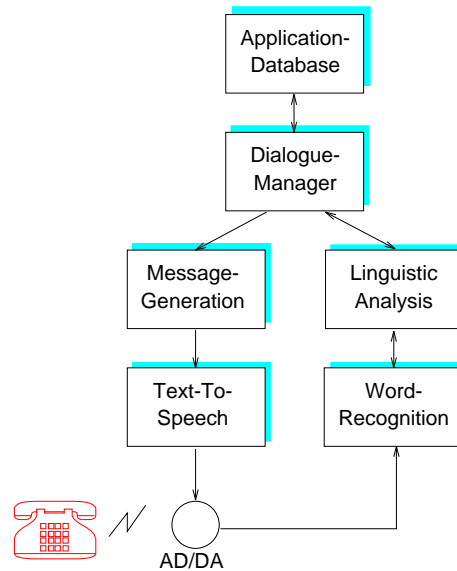 Application-
Database
Dialogue-
Manager
Message-
Generation
Linguistic
Analysis
Text-To-
Speech
Word-
Recognition
AD/DA